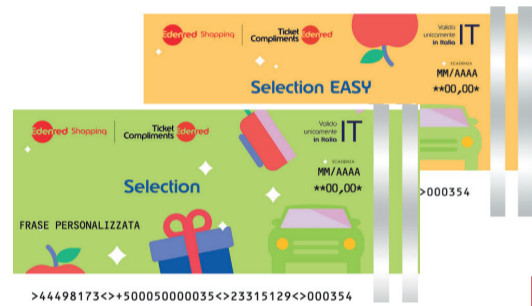 Edenred Shopping
Ticket
Compliments Edenred
Valido
unicamente
in Italia
IT
SCADENZA
MM/AAAA
**00,00*
Selection EASY
>000354
Edenred Shopping
Ticket
Compliments Edenred
Valido
unicamente
in Italia
IT
SCADENZA
MM/AAAA
**00,00*
Selection
FRASE PERSONALIZZATA
>44498173<>+500050000035<>23315129<>000354